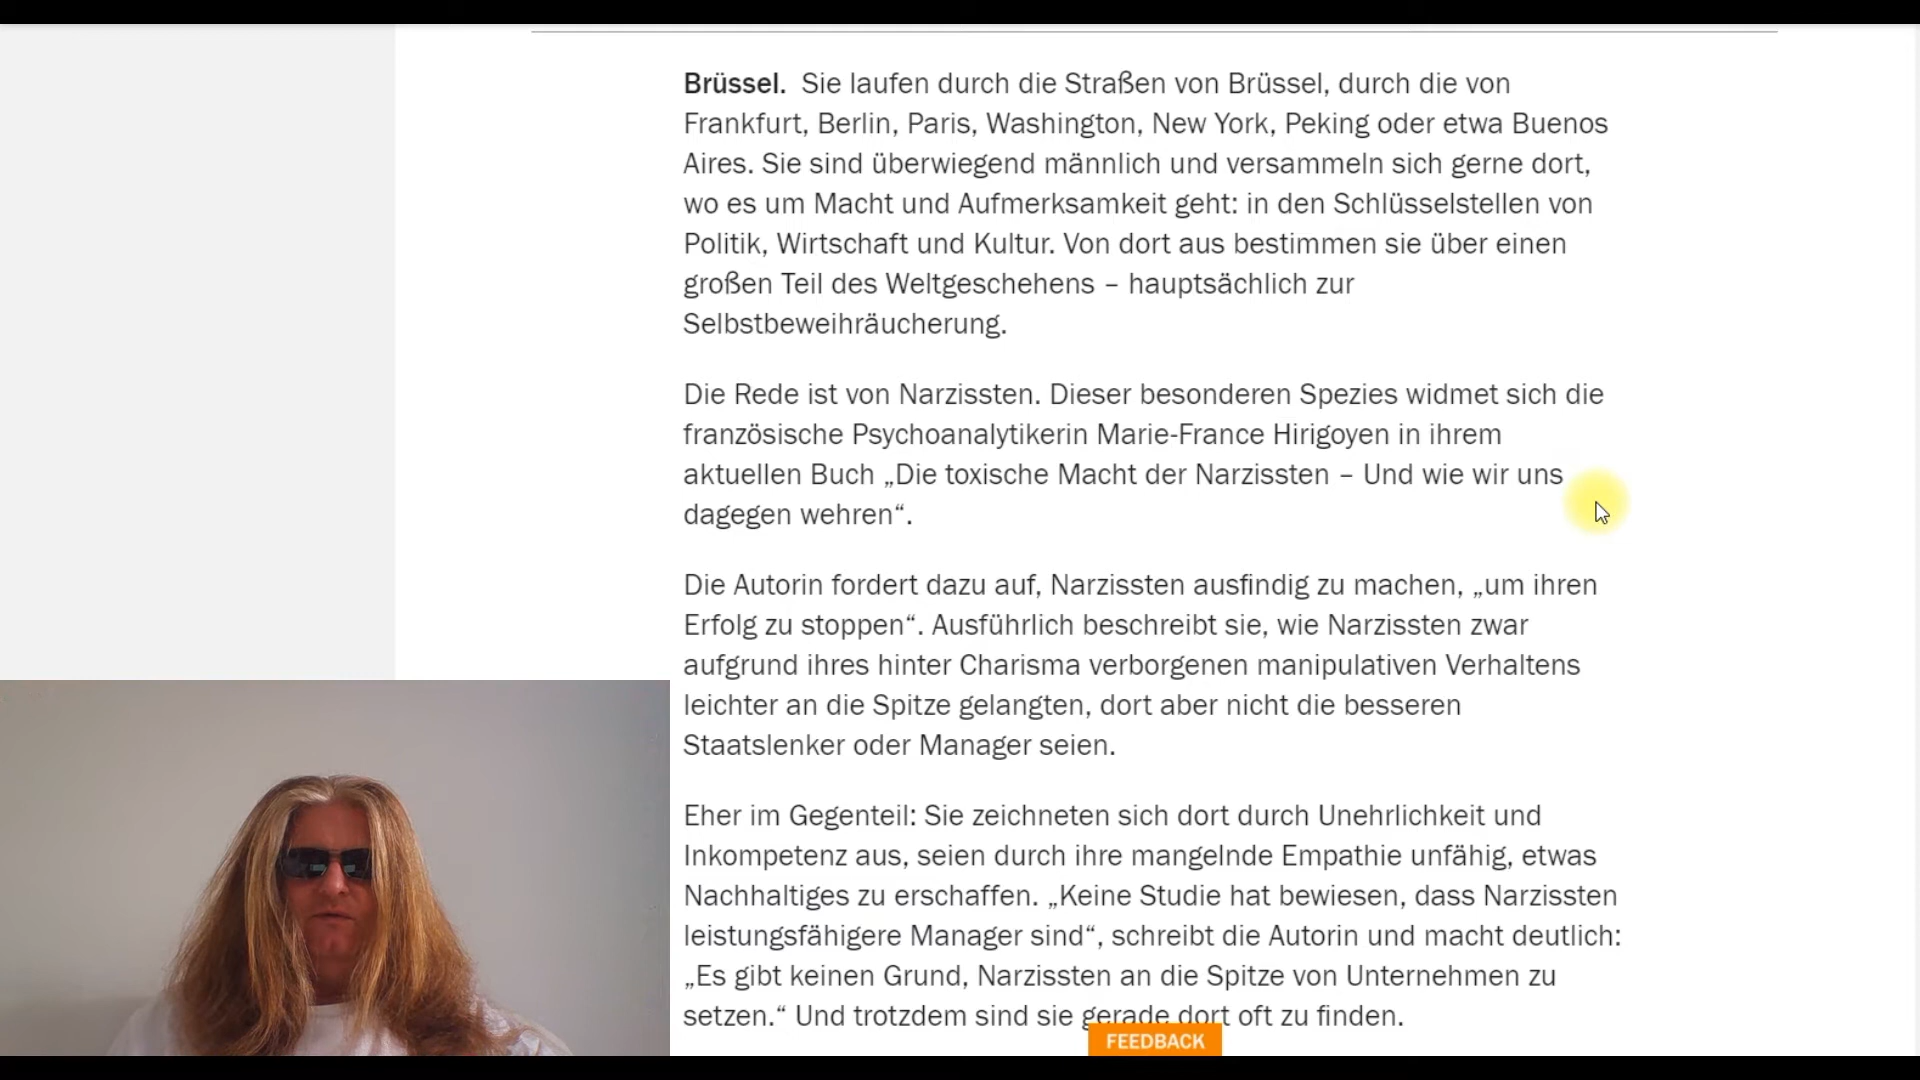 Brüssel. Sie laufen durch die Straßen von Brüssel, durch die von
Frankfurt, Berlin, Paris, Washington, New York, Peking oder etwa Buenos
Aires. Sie sind überwiegend männlich und versammeln sich gerne dort,
wo es um Macht und Aufmerksamkeit geht: in den Schlüsselstellen von
Politik, Wirtschaft und Kultur. Von dort aus bestimmen sie über einen
großen Teil des Weltgeschehens – hauptsächlich zur
Selbstbeweihräucherung.
Die Rede ist von Narzissten. Dieser besonderen Spezies widmet sich die
französische Psychoanalytikerin Marie-France Hirigoyen in ihrem
aktuellen Buch „Die toxische Macht der Narzissten – Und wie wir uns
dagegen wehren“.
Die Autorin fordert dazu auf, Narzissten ausfindig zu machen, „um ihren
Erfolg zu stoppen“. Ausführlich beschreibt sie, wie Narzissten zwar
aufgrund ihres hinter Charisma verborgenen manipulativen Verhaltens
leichter an die Spitze gelangten, dort aber nicht die besseren
Staatslenker oder Manager seien.
Eher im Gegenteil: Sie zeichneten sich dort durch Unehrlichkeit und
Inkompetenz aus, seien durch ihre mangelnde Empathie unfähig, etwas
Nachhaltiges zu erschaffen. „Keine Studie hat bewiesen, dass Narzissten
leistungsfähigere Manager sind“, schreibt die Autorin und macht deutlich:
„Es gibt keinen Grund, Narzissten an die Spitze von Unternehmen zu
setzen.“ Und trotzdem sind sie gerade dort oft zu finden.
FEEDBACK